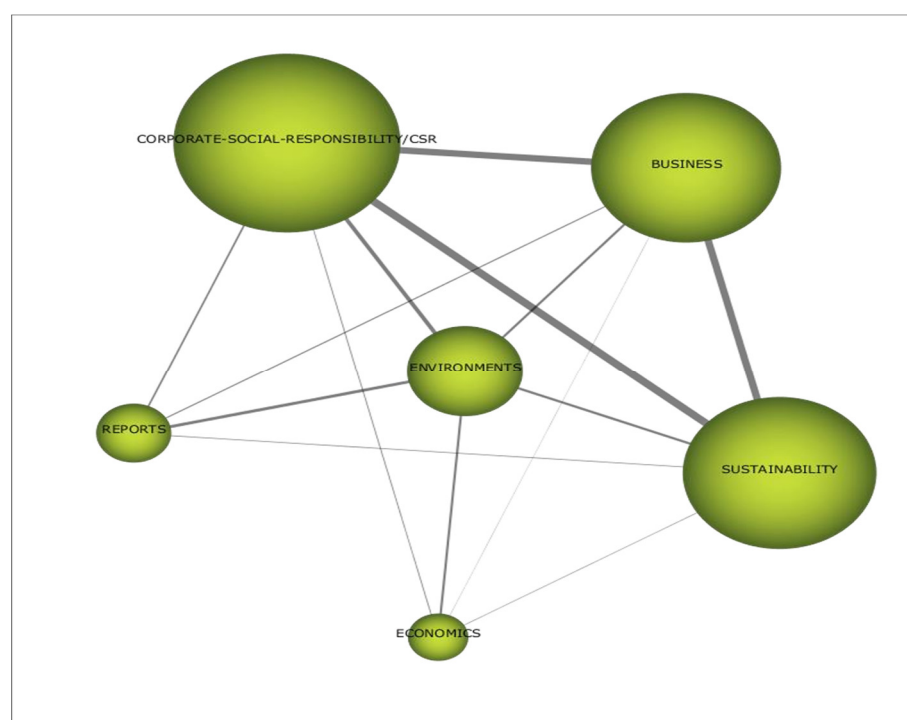 CORPORATE-SOCIAL-RESPONSIBILITY/CSR
BUSINESS
ENVIRONMENTS
REPORTS
SUSTAINABILITY
ECONOMICS